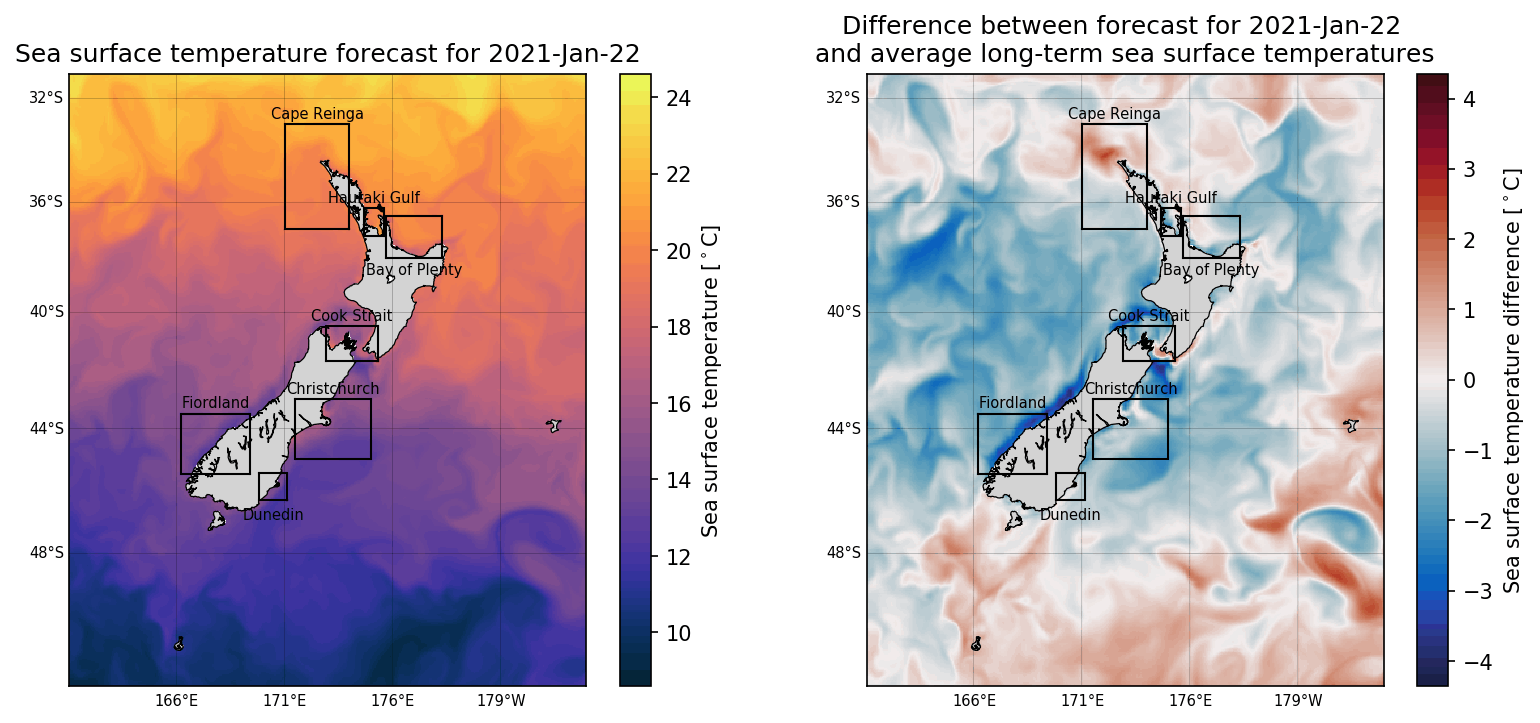 Sea surface temperature forecast for 2021-Jan-22
32°S
36°S
40°S
44°S
48°S
166°E
171°E
176°E
179°W
Cape Reinga
Hauraki Gulf
Bay of Plenty
Cook Strait
Christchurch
Fiordland
Dunedin
24
22
20
18
16
14
12
10
Sea surface temperature [°C]
Difference between forecast for 2021-Jan-22
and average long-term sea surface temperatures
32°S
36°S
40°S
44°S
48°S
166°E
171°E
176°E
179°W
Cape Reinga
Hauraki Gulf
Bay of Plenty
Cook Strait
Christchurch
Fiordland
Dunedin
4
3
2
1
0
−1
−2
−3
−4
Sea surface temperature difference [°C]